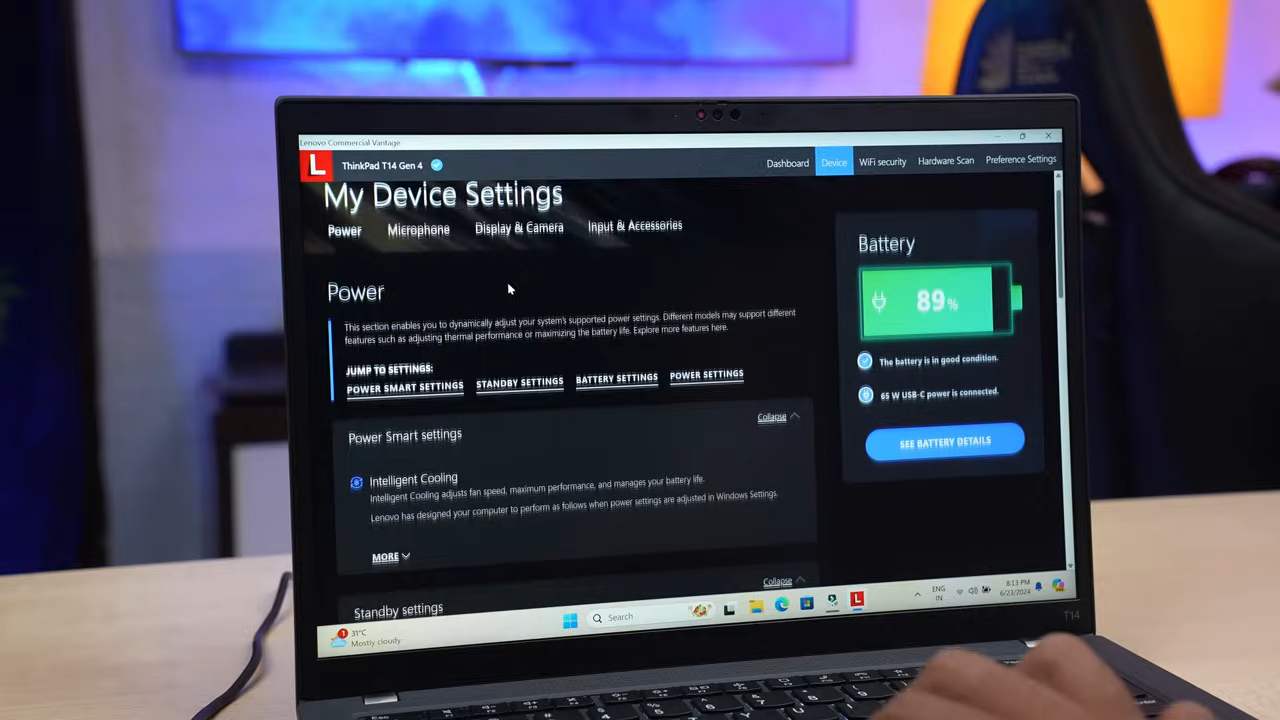 Lenovo Commercial Vantage
L ThinkPad T14 Gen 4
Dashboard Device WiFi security Hardware Scan Preference Settings
My Device Settings
Power Microphone Display & Camera Input & Accessories
Power
This section enables you to dynamically adjust your system's supported power settings. Different models may support different
features such as adjusting thermal performance or maximizing the battery life. Explore more features here.
JUMP TO SETTINGS:
POWER SMART SETTINGS STANDBY SETTINGS BATTERY SETTINGS POWER SETTINGS
Collapse
Power Smart settings
Intelligent Cooling
Intelligent Cooling adjusts fan speed, maximum performance, and manages your battery life.
Lenovo has designed your computer to perform as follows when power settings are adjusted in Windows Settings.
MORE
Collapse
Standby settings
Battery
89%
The battery is in good condition.
65 W USB-C power is connected.
SEE BATTERY DETAILS
1 31°C
Mostly cloudy
Search
L
ENG
IN
8:13 PM
6/23/2024
T14